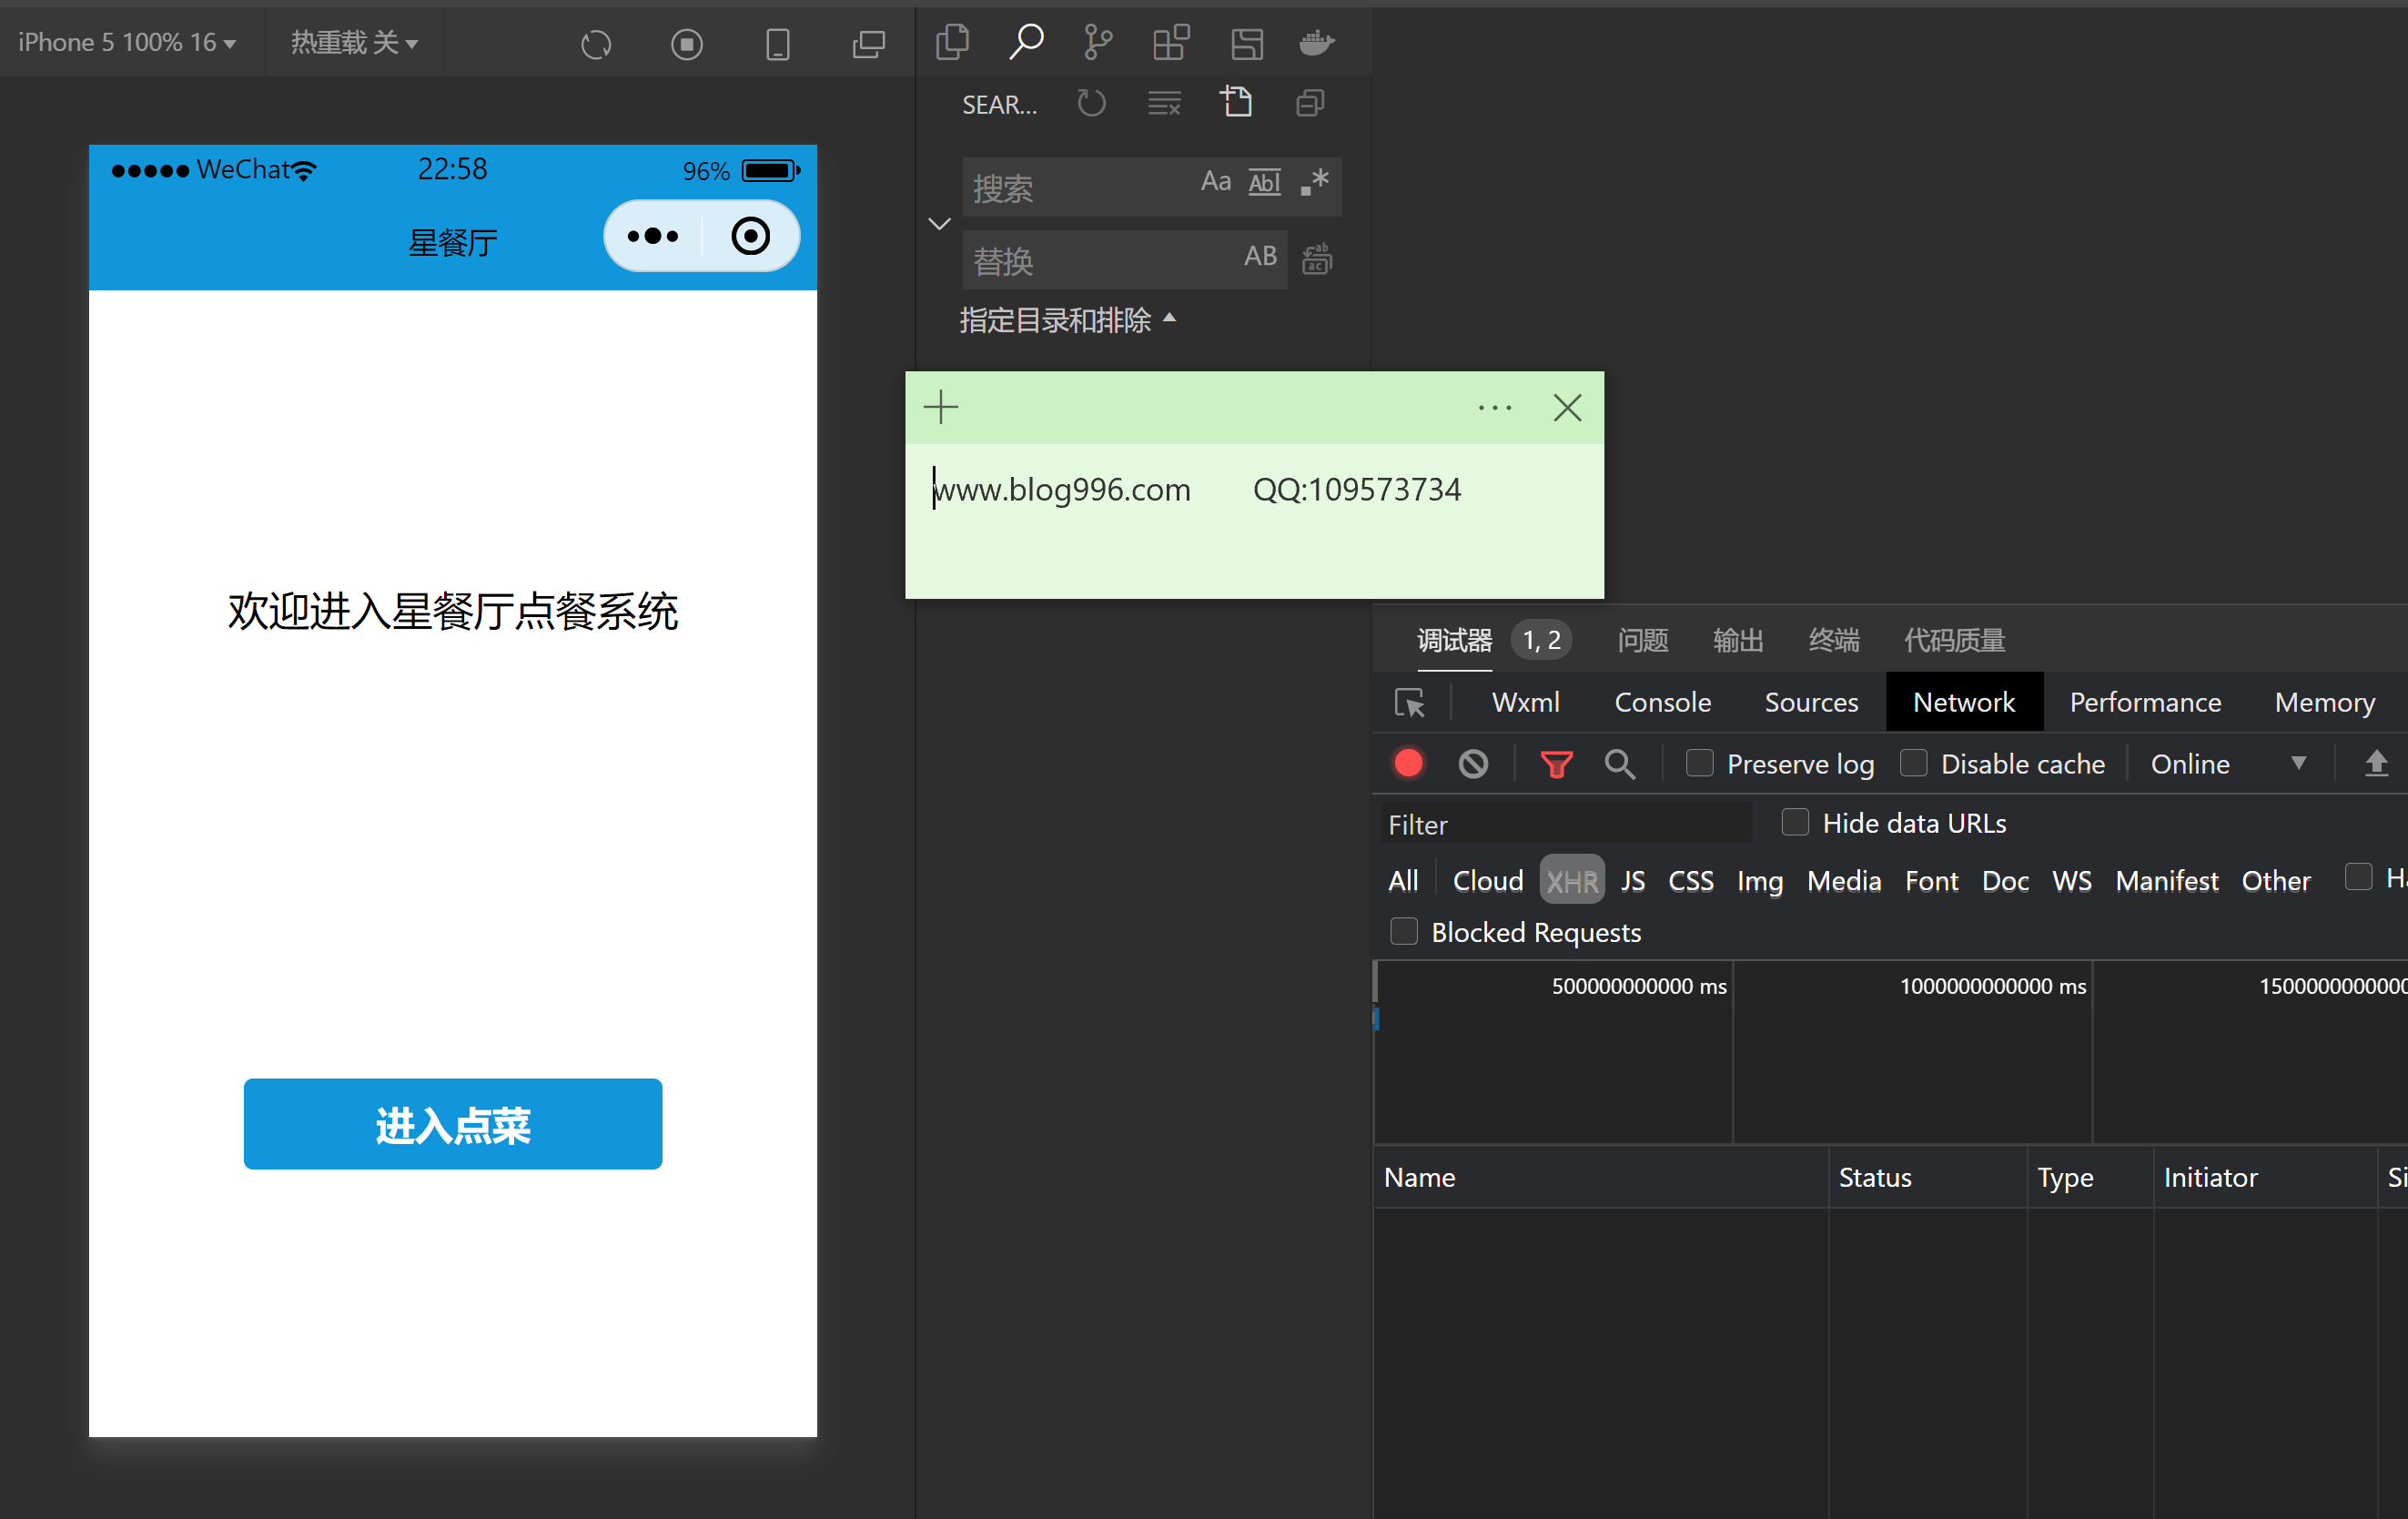 iPhone 5 100% 16
热重载 关
WeChat
22:58
96%
星餐厅
欢迎进入星餐厅点餐系统
进入点菜
SEAR...
搜索
Aa
Abl
替换
AB
指定目录和排除
www.blog996.com QQ:109573734
调试器 1, 2 问题 输出 终端 代码质量
Wxml Console Sources Network Performance Memory
Preserve log Disable cache Online
Filter Hide data URLs
All Cloud XHR JS CSS Img Media Font Doc WS Manifest Other
Blocked Requests
500000000000 ms 1000000000000 ms
Name Status Type Initiator